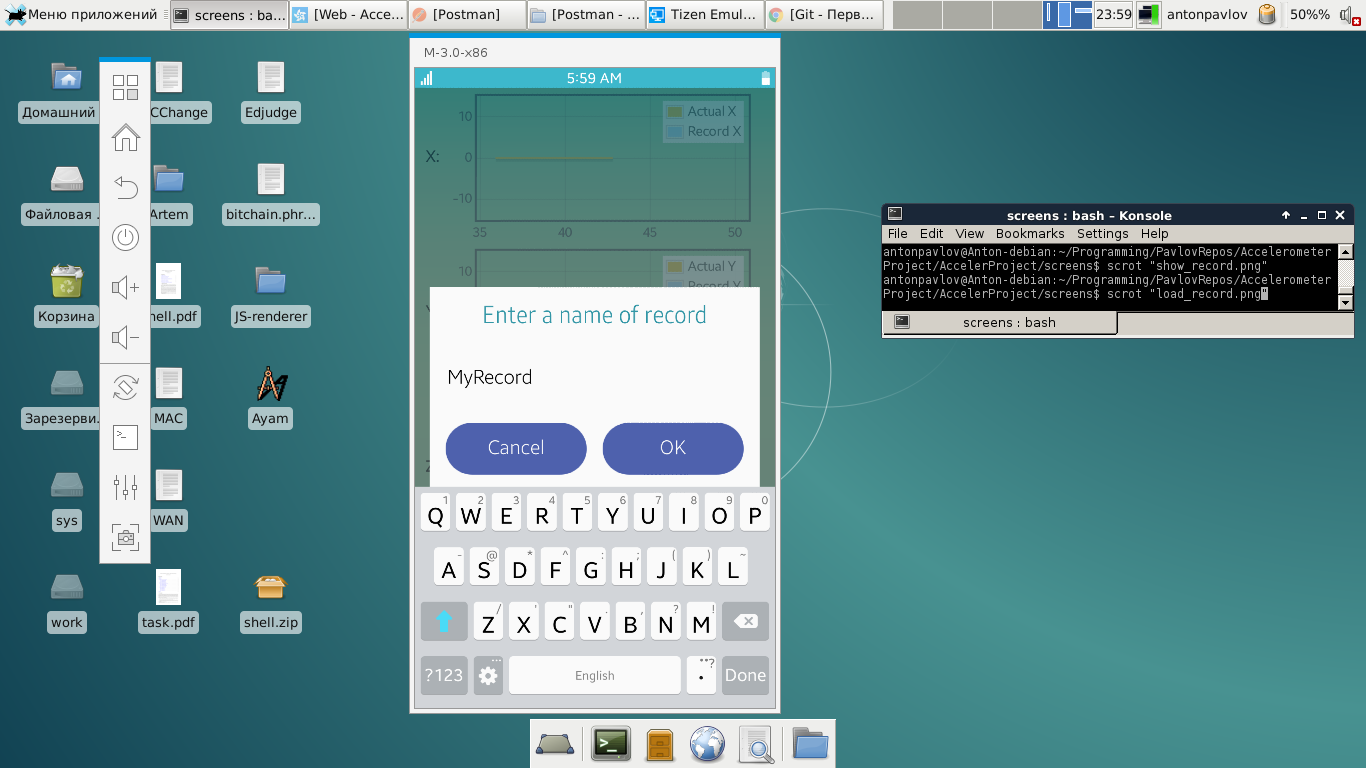 Меню приложений
screens : ba...
[Web - Acce...
[Postman]
[Postman - ...
Tizen Emul...
[Git - Перв...
23:59
antonpavlov
50%%
Домашний
CChange
Edjudge
Файловая .
Artem
bitchain.phr...
Корзина
hell.pdf
JS-renderer
Зарезерви.
MAC
Ayam
sys
WAN
work
task.pdf
shell.zip
M-3.0-x86
5:59 AM
10
Actual X
Record X
X:
0
-10
35 40 45 50
10
Actual Y
Record Y
Enter a name of record
MyRecord
Cancel
OK
1 2 3 4 5 6 7 8 9 0
Q W E R T Y U I O P
- @ * ^ : ; ( ) ~
A S D F G H J K L
/ ' " . , ? !
Z X C V B N M
?123
English
Done
screens : bash – Konsole
File Edit View Bookmarks Settings Help
antonpavlov@Anton-debian:~/Programming/PavlovRepos/Accelerometer
Project/AccelerProject/screens$ scrot "show_record.png"
antonpavlov@Anton-debian:~/Programming/PavlovRepos/Accelerometer
Project/AccelerProject/screens$ scrot "load_record.png"
screens : bash